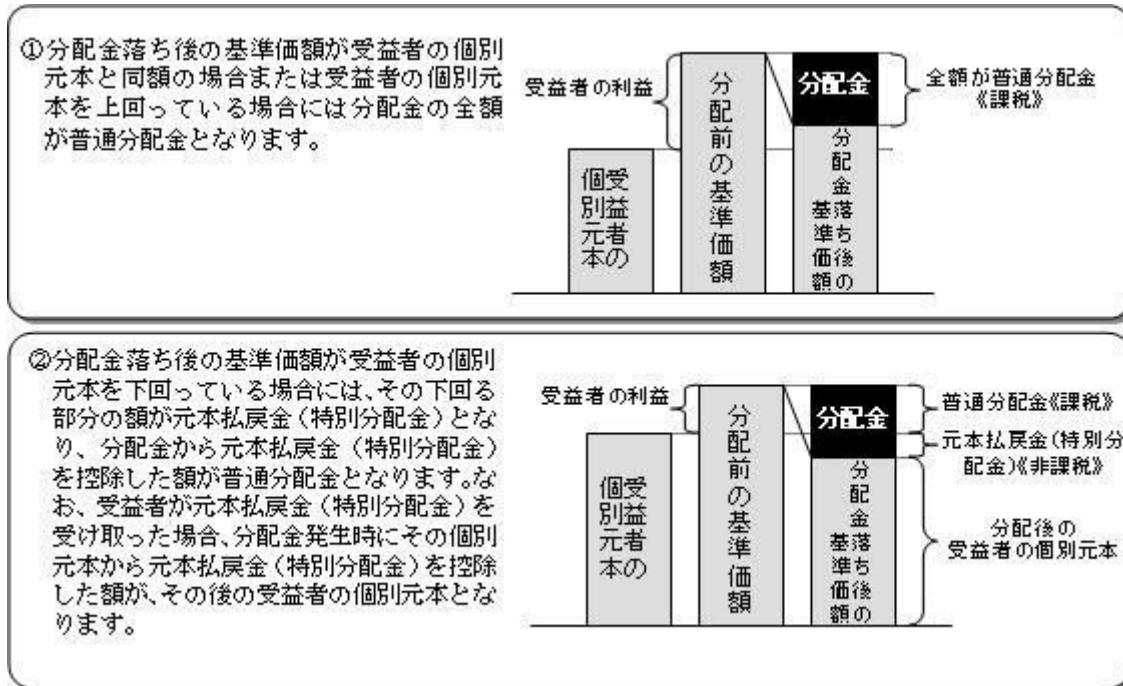 ①分配金落ち後の基準価額が受益者の個別
元本と同額の場合または受益者の個別元
本を上回っている場合には分配金の全額
が普通分配金となります。
受益者の利益
受益者の
個別元本
分配前の基準価額
分配金
分配金落ち後の
基準価額
全額が普通分配金
《課税》
②分配金落ち後の基準価額が受益者の個別
元本を下回っている場合には、その下回る
部分の額が元本払戻金(特別分配金)とな
り、分配金から元本払戻金(特別分配金)
を控除した額が普通分配金となります。な
お、受益者が元本払戻金(特別分配金)を
受け取った場合、分配金発生時にその個別
元本から元本払戻金(特別分配金)を控除
した額が、その後の受益者の個別元本とな
ります。
受益者の利益
受益者の
個別元本
分配前の基準価額
分配金
分配金落ち後の
基準価額
普通分配金《課税》
元本払戻金(特別分
配金)《非課税》
分配後の
受益者の個別元本